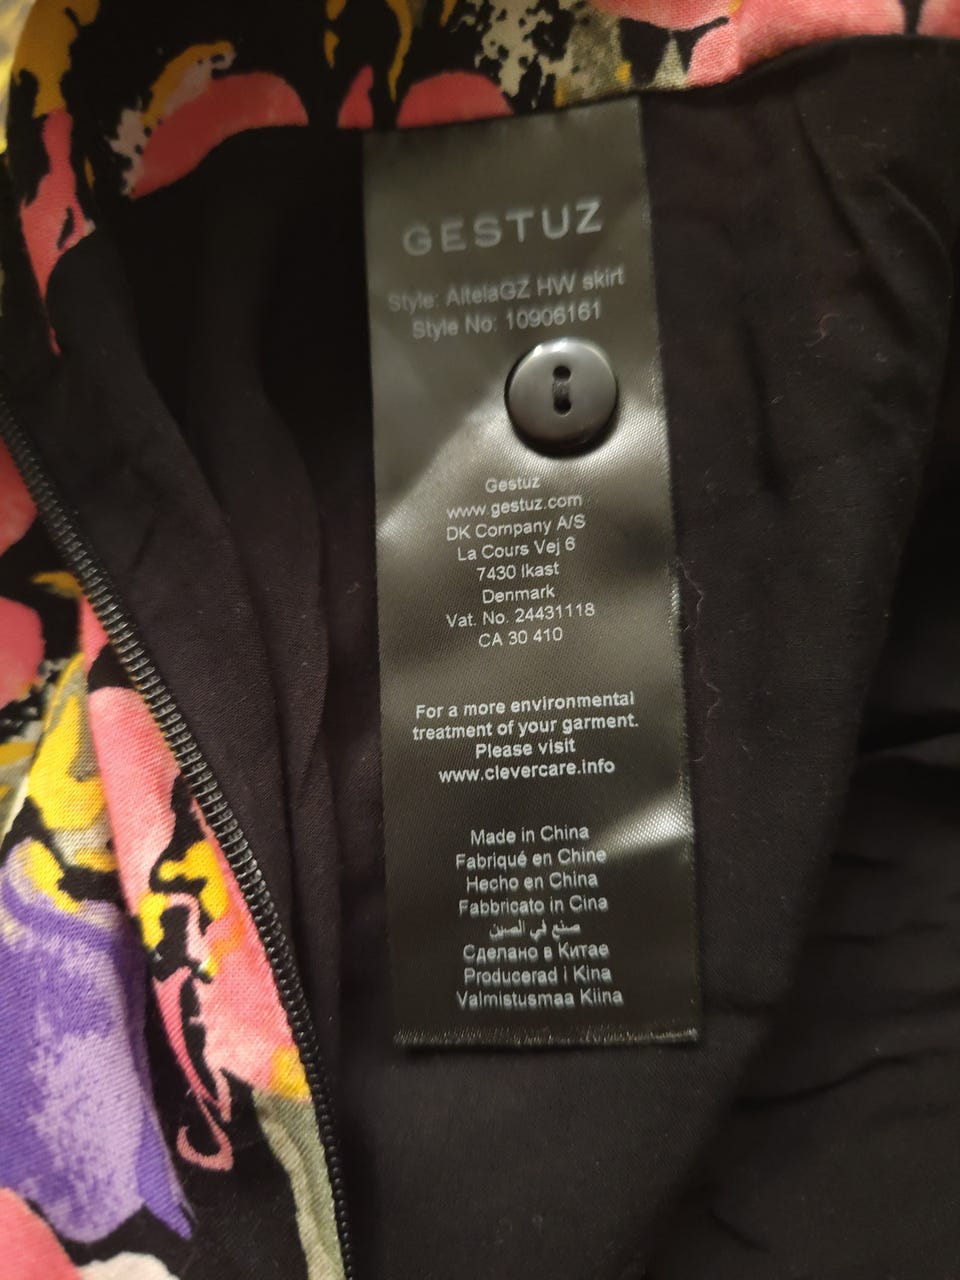 GESTUZ
Style: AltelaGZ HW skirt
Style No: 10906161
Gestuz
www.gestuz.com
DK Company A/S
La Cours Vej 6
7430 Ikast
Denmark
Vat. No. 24431118
CA 30 410
For a more environmental
treatment of your garment.
Please visit
www.clevercare.info
Made in China
Fabriqué en Chine
Hecho en China
Fabbricato in Cina
صنع في الصين
Сделано в Китае
Producerad i Kina
Valmistusmaa Kiina